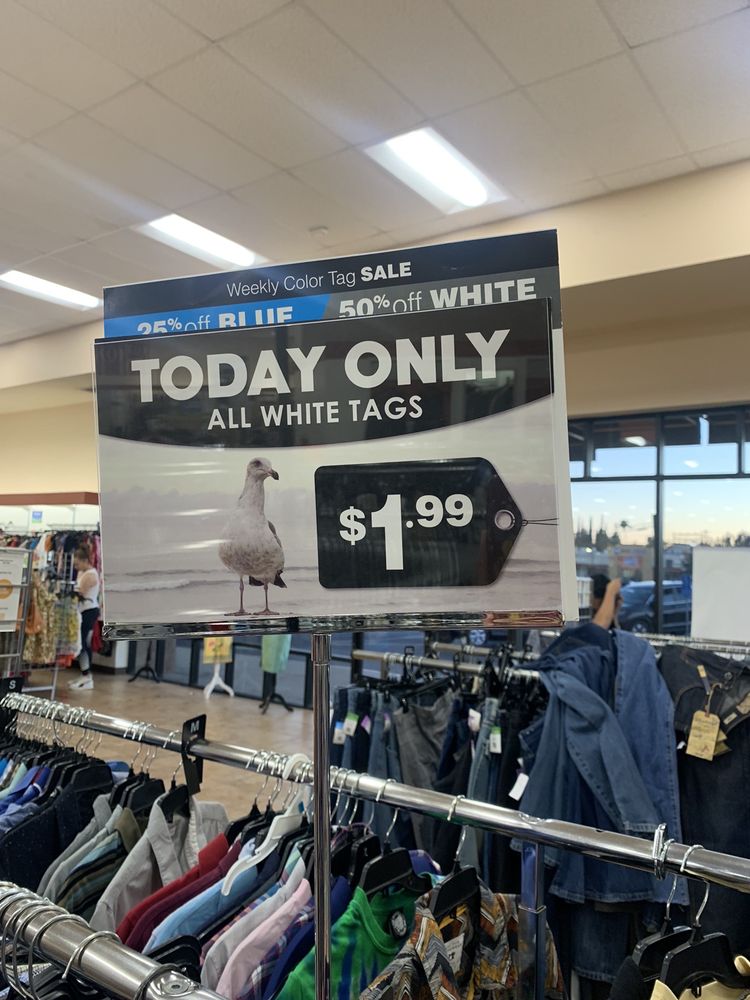 Weekly Color Tag SALE
25% off BLUE
50% off WHITE
TODAY ONLY
ALL WHITE TAGS
$1.99
S
M